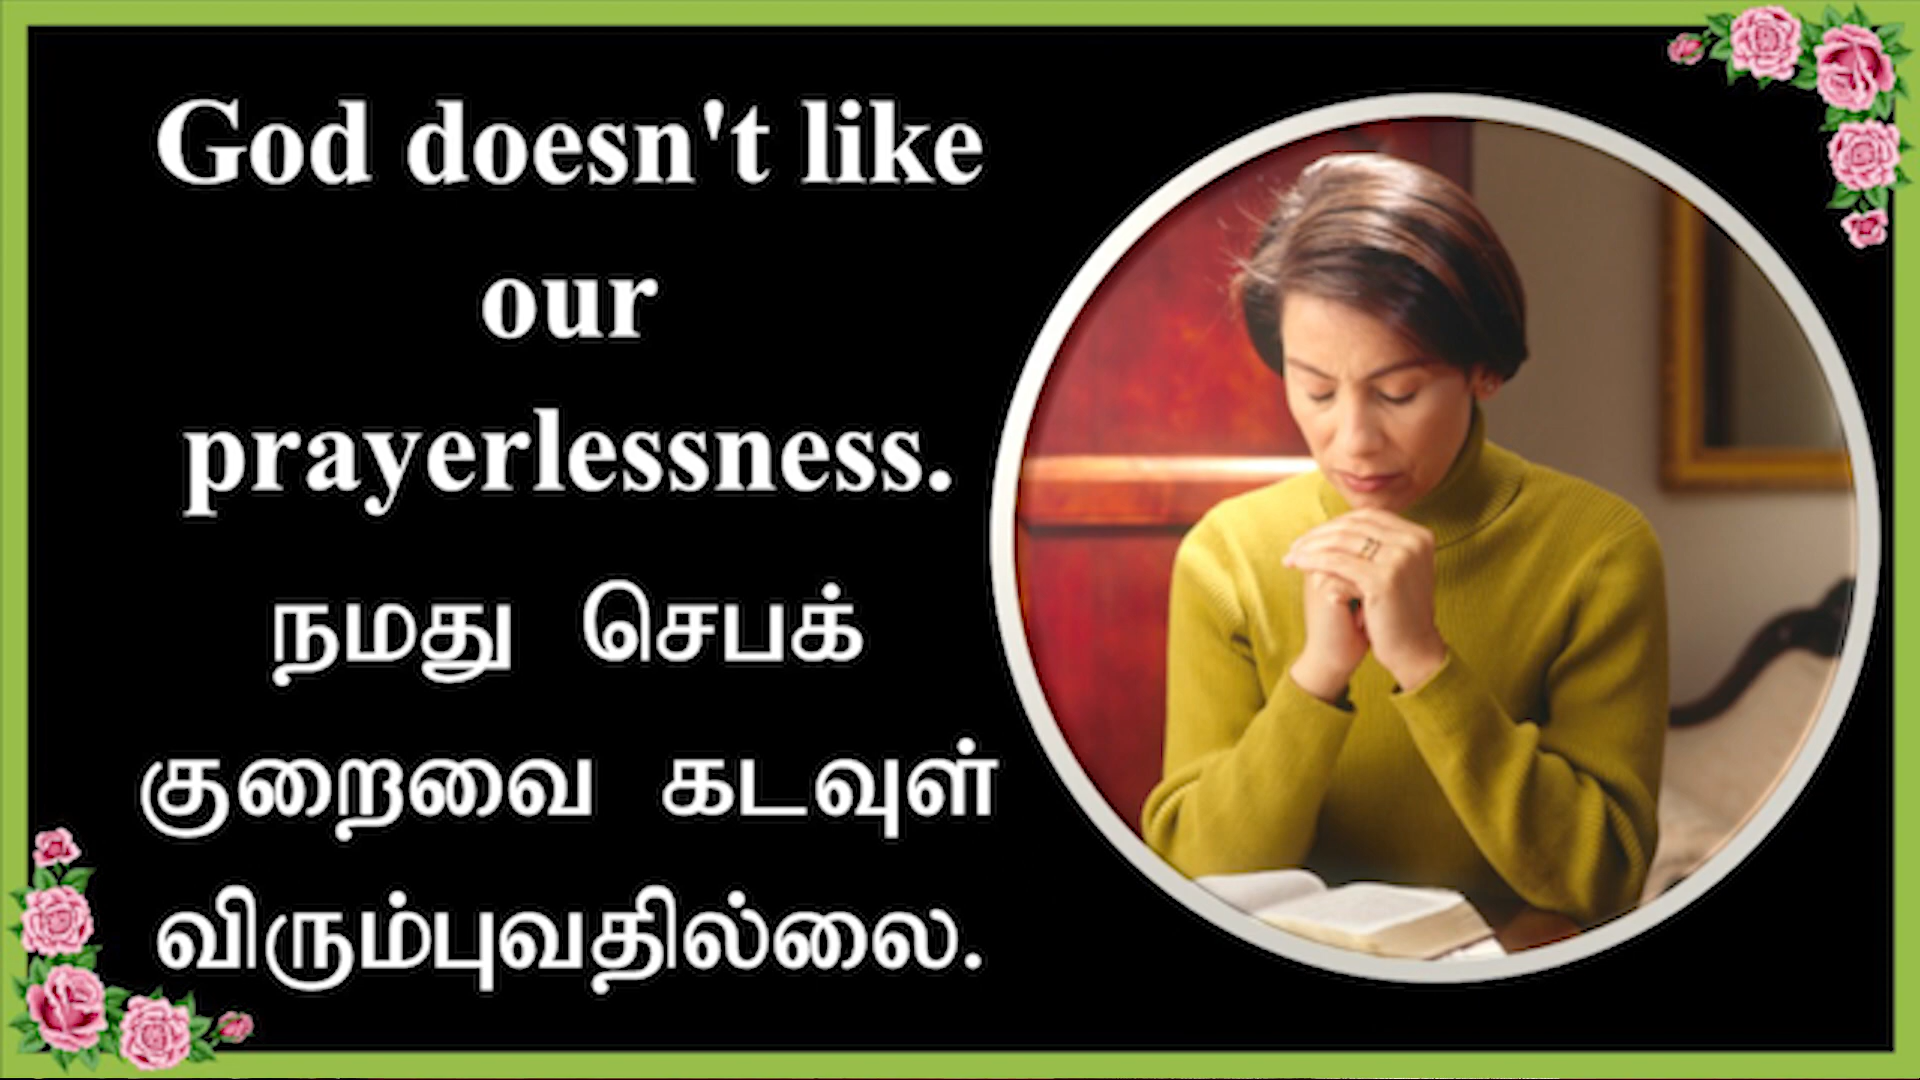 God doesn't like
our
prayerlessness.
நமது செபக்
குறைவை கடவுள்
விரும்புவதில்லை.